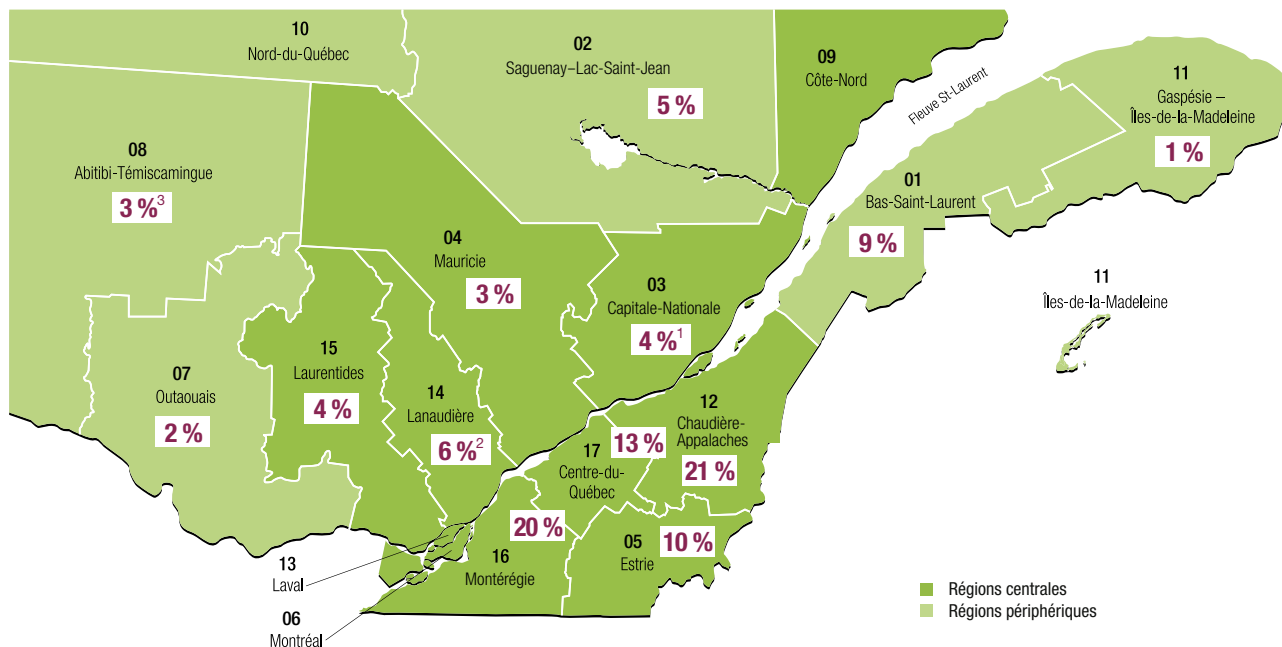 10
Nord-du-Québec
02
Saguenay–Lac-Saint-Jean
5 %
09
Côte-Nord
Fleuve St-Laurent
11
Gaspésie –
Îles-de-la-Madeleine
1 %
08
Abitibi-Témiscamingue
3 %3
01
Bas-Saint-Laurent
9 %
04
Mauricie
3 %
03
Capitale-Nationale
4 %1
11
Îles-de-la-Madeleine
07
Outaouais
2 %
15
Laurentides
4 %
14
Lanaudière
6 %2
12
Chaudière-
Appalaches
21 %
17
Centre-du-
Québec
13 %
16
Montérégie
20 %
05
Estrie
10 %
13
Laval
06
Montréal
Régions centrales
Régions périphériques